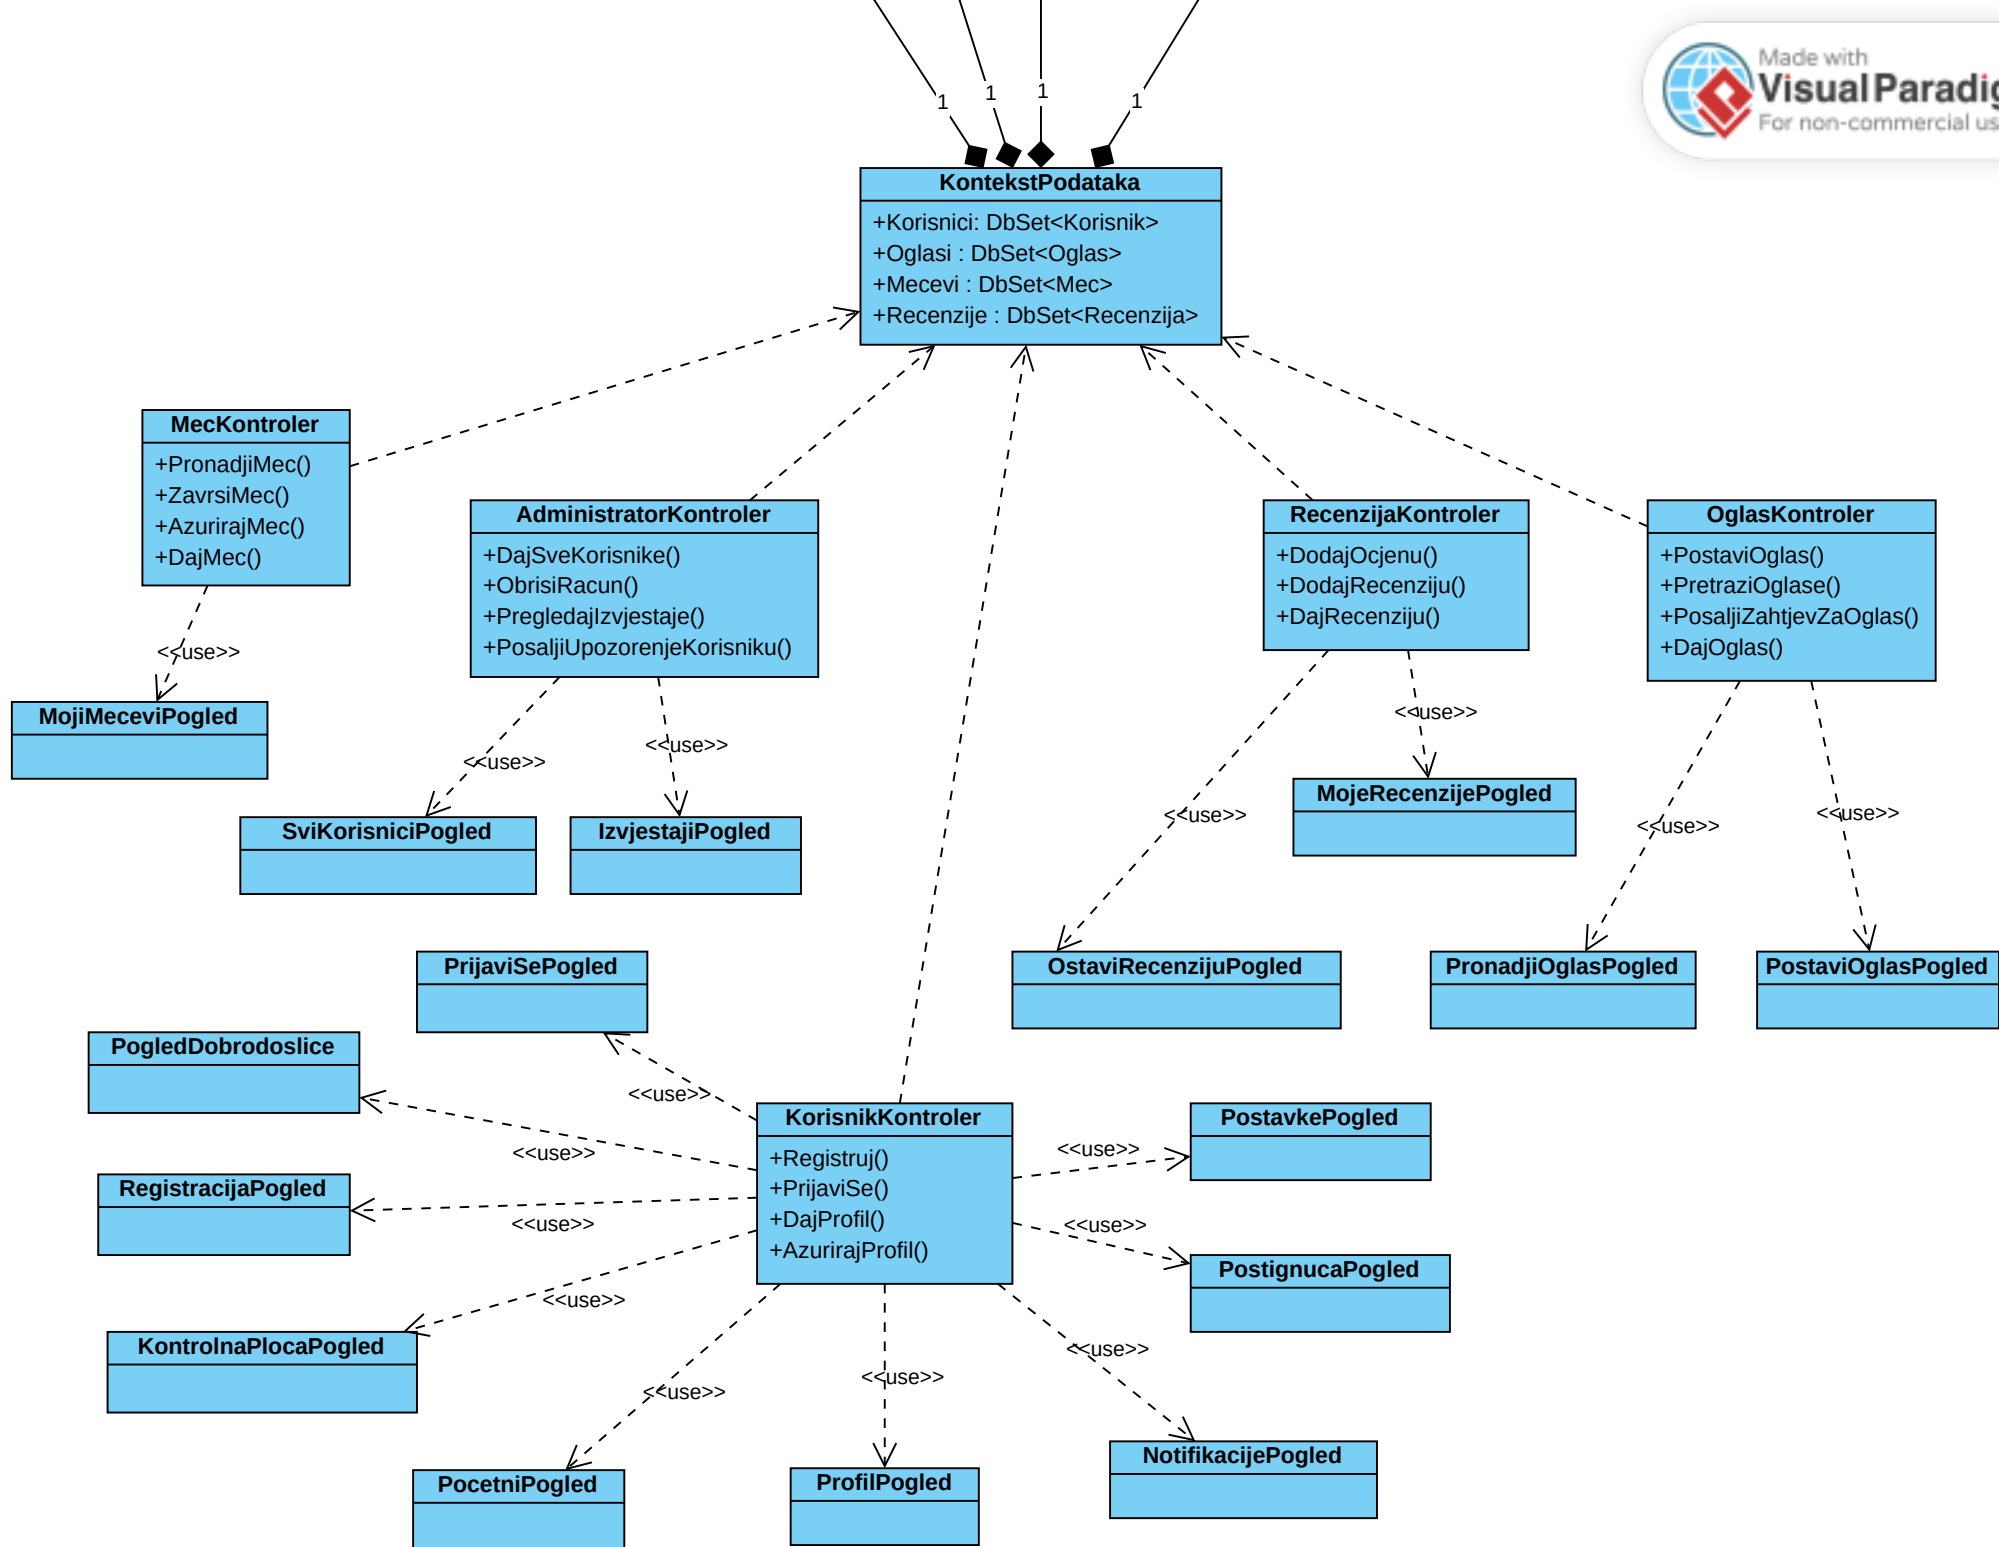 Made with
Visual Paradig
For non-commercial us
1
1
1
1
KontekstPodataka
+Korisnici: DbSet<Korisnik>
+Oglasi : DbSet<Oglas>
+Mecevi : DbSet<Mec>
+Recenzije : DbSet<Recenzija>
MecKontroler
+PronadjiMec()
+ZavrsiMec()
+AzurirajMec()
+DajMec()
AdministratorKontroler
+DajSveKorisnike()
+ObrisiRacun()
+PregledajIzvjestaje()
+PosaljiUpozorenjeKorisniku()
RecenzijaKontroler
+DodajOcjenu()
+DodajRecenziju()
+DajRecenziju()
OglasKontroler
+PostaviOglas()
+PretraziOglase()
+PosaljiZahtjevZaOglas()
+DajOglas()
<<use>>
MojiMeceviPogled
<<use>>
<<use>>
<<use>>
MojeRecenzijePogled
<<use>>
<<use>>
<<use>>
SviKorisniciPogled
IzvjestajiPogled
PrijaviSePogled
OstaviRecenzijuPogled
PronadjiOglasPogled
PostaviOglasPogled
PogledDobrodoslice
<<use>>
KorisnikKontroler
+Registruj()
+PrijaviSe()
+DajProfil()
+AzurirajProfil()
PostavkePogled
<<use>>
<<use>>
RegistracijaPogled
<<use>>
<<use>>
PostignucaPogled
<<use>>
KontrolnaPlocaPogled
<<use>>
<<use>>
<<use>>
PocetniPogled
ProfilPogled
NotifikacijePogled